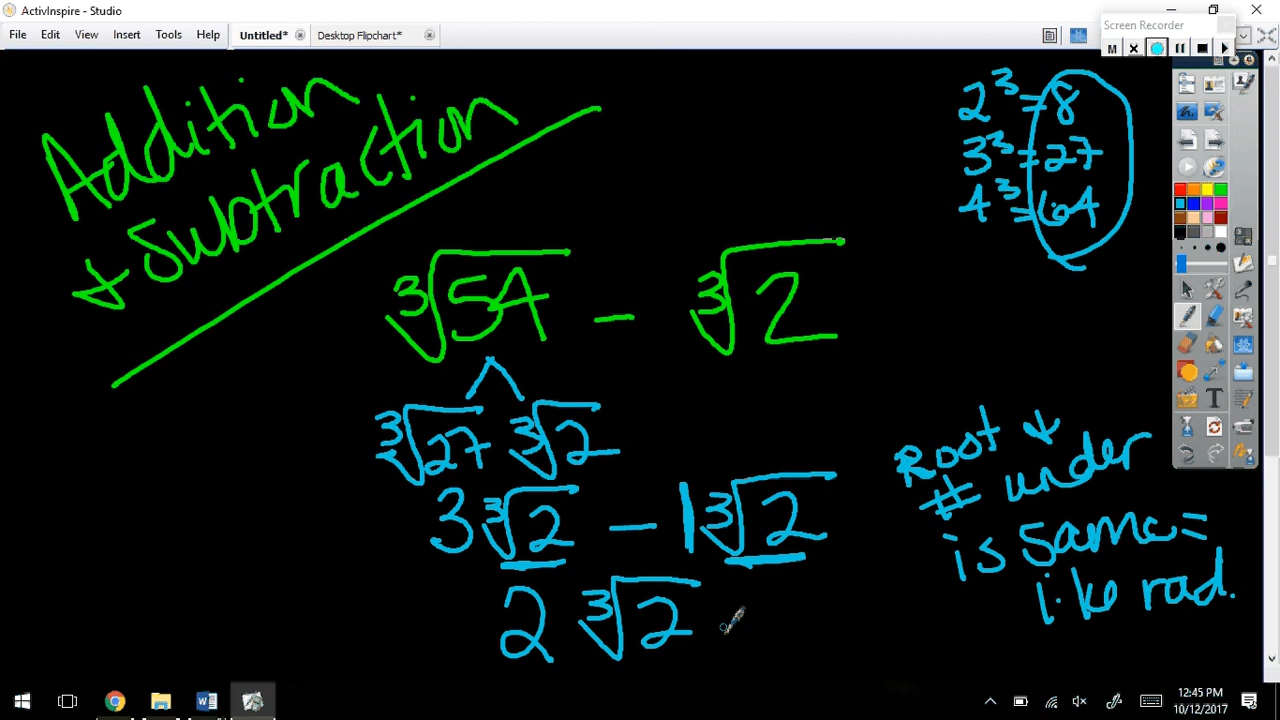 ActivInspire - Studio
Screen Recorder
File Edit View Insert Tools Help Untitled* Desktop Flipchart*
M
Addition
+ Subtraction
2³=8
3³=27
4³=64
∛54 - ∛2
∛27 ∛2
3∛2 - 1∛2
2 ∛2
Root +
# under
is same =
like rad.
12:45 PM
10/12/2017